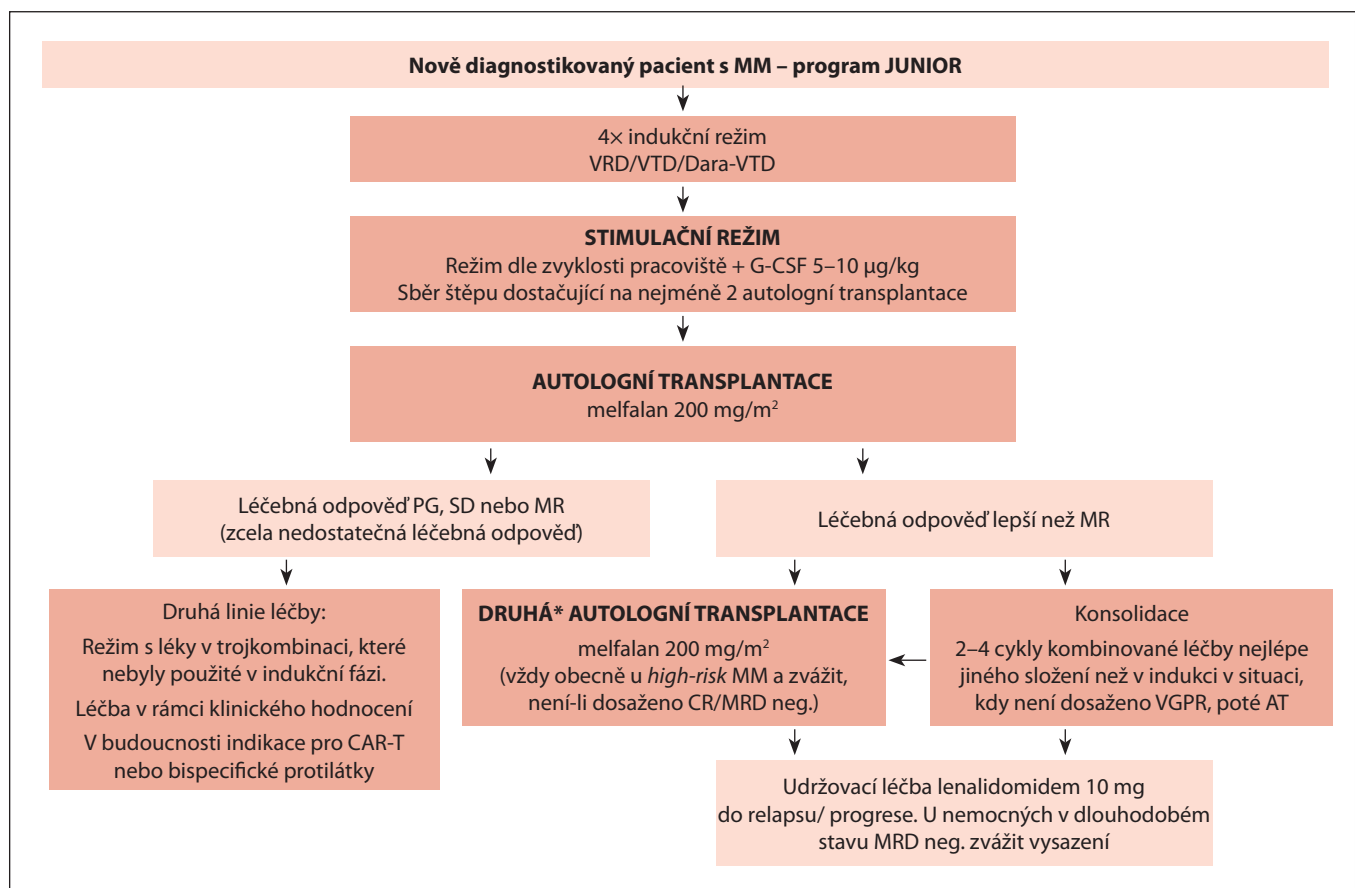 Nově diagnostikovaný pacient s MM – program JUNIOR
4× indukční režim
VRD/VTD/Dara-VTD
STIMULAČNÍ REŽIM
Režim dle zvyklosti pracoviště + G-CSF 5–10 µg/kg
Sběr štěpu dostačující na nejméně 2 autologní transplantace
AUTOLOGNÍ TRANSPLANTACE
melfalan 200 mg/m²
Léčebná odpověď PG, SD nebo MR
(zcela nedostatečná léčebná odpověď)
Léčebná odpověď lepší než MR
Druhá linie léčby:
Režim s léky v trojkombinaci, které
nebyly použité v indukční fázi.
Léčba v rámci klinického hodnocení
V budoucnosti indikace pro CAR-T
nebo bispecifické protilátky
DRUHÁ* AUTOLOGNÍ TRANSPLANTACE
melfalan 200 mg/m²
(vždy obecně u high-risk MM a zvážit,
není-li dosaženo CR/MRD neg.)
Konsolidace
2–4 cykly kombinované léčby nejlépe
jiného složení než v indukci v situaci,
kdy není dosaženo VGPR, poté AT
Udržovací léčba lenalidomidem 10 mg
do relapsu/ progrese. U nemocných v dlouhodobém
stavu MRD neg. zvážit vysazení